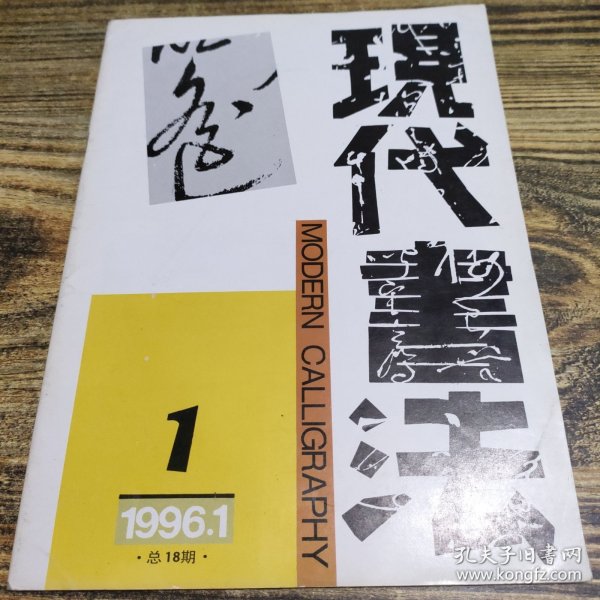 現代書法
MODERN CALLIGRAPHY
1
1996.1
·总18期·
孔夫子旧书网
www.kongfz.com